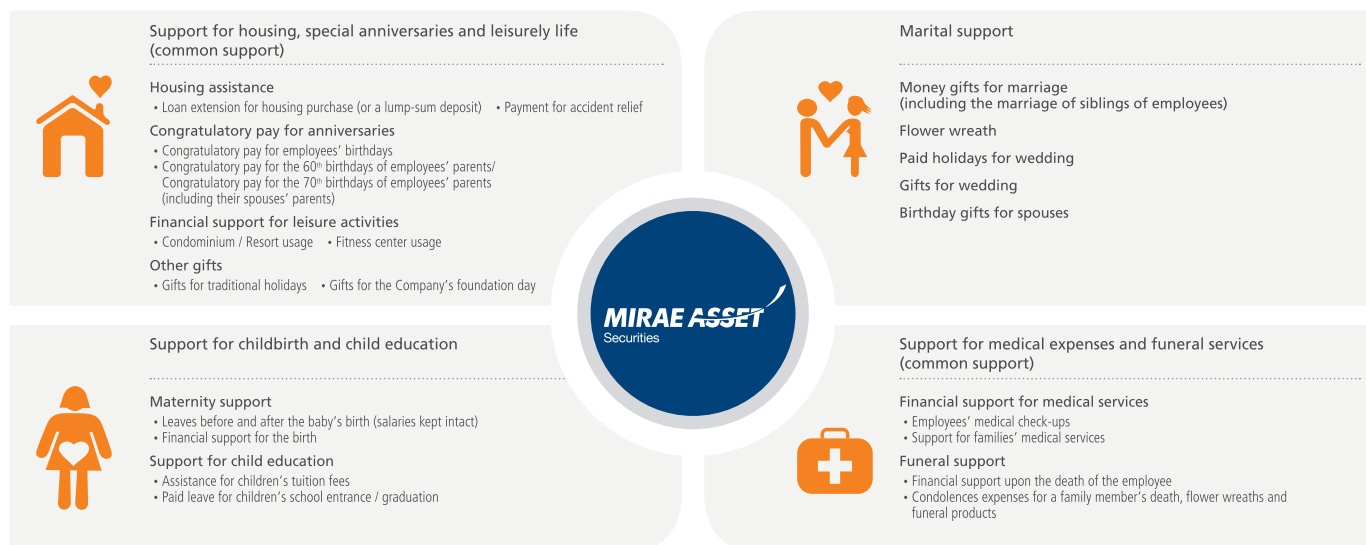 Support for housing, special anniversaries and leisurely life
(common support)
Housing assistance
• Loan extension for housing purchase (or a lump-sum deposit) • Payment for accident relief
Congratulatory pay for anniversaries
• Congratulatory pay for employees’ birthdays
• Congratulatory pay for the 60th birthdays of employees’ parents/
Congratulatory pay for the 70th birthdays of employees’ parents
(including their spouses’ parents)
Financial support for leisure activities
• Condominium / Resort usage • Fitness center usage
Other gifts
• Gifts for traditional holidays • Gifts for the Company’s foundation day
Marital support
Money gifts for marriage
(including the marriage of siblings of employees)
Flower wreath
Paid holidays for wedding
Gifts for wedding
Birthday gifts for spouses
MIRAE ASSET
Securities
Support for childbirth and child education
Maternity support
• Leaves before and after the baby’s birth (salaries kept intact)
• Financial support for the birth
Support for child education
• Assistance for children’s tuition fees
• Paid leave for children’s school entrance / graduation
Support for medical expenses and funeral services
(common support)
Financial support for medical services
• Employees’ medical check-ups
• Support for families’ medical services
Funeral support
• Financial support upon the death of the employee
• Condolences expenses for a family member’s death, flower wreaths and
funeral products